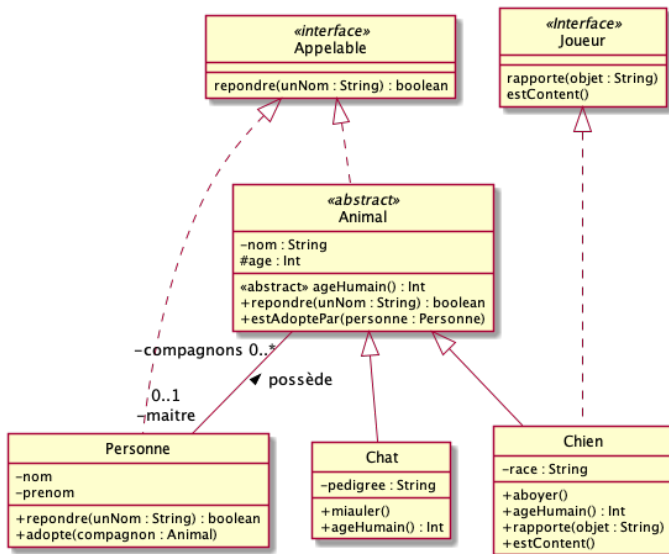 «interface»
Appelable
repondre(unNom : String) : boolean
«Interface»
Joueur
rapporte(objet : String)
estContent()
«abstract»
Animal
-nom : String
#age : Int
«abstract» ageHumain() : Int
+repondre(unNom : String) : boolean
+estAdoptePar(personne : Personne)
-compagnons 0..*
possède
0..1
-maitre
Personne
-nom
-prenom
+repondre(unNom : String) : boolean
+adopte(compagnon : Animal)
Chat
-pedigree : String
+miauler()
+ageHumain() : Int
Chien
-race : String
+aboyer()
+ageHumain() : Int
+rapporte(objet : String)
+estContent()